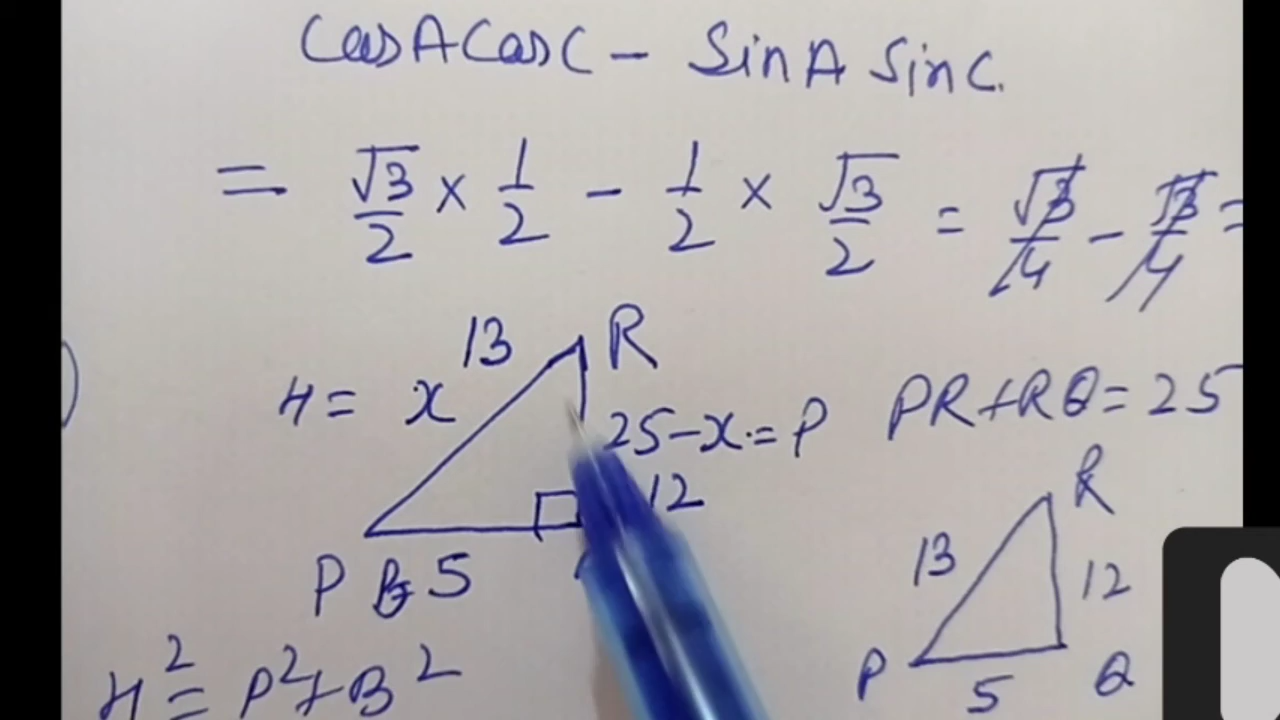 CosACosC - SinA SinC.
= √3/2 × 1/2 - 1/2 × √3/2 = √3/4 - √3/4 =
13 R
H = x 25-x.=P PR+RQ=25
12 R
13 12
P B=5
P 5 Q
H²= P²+B²